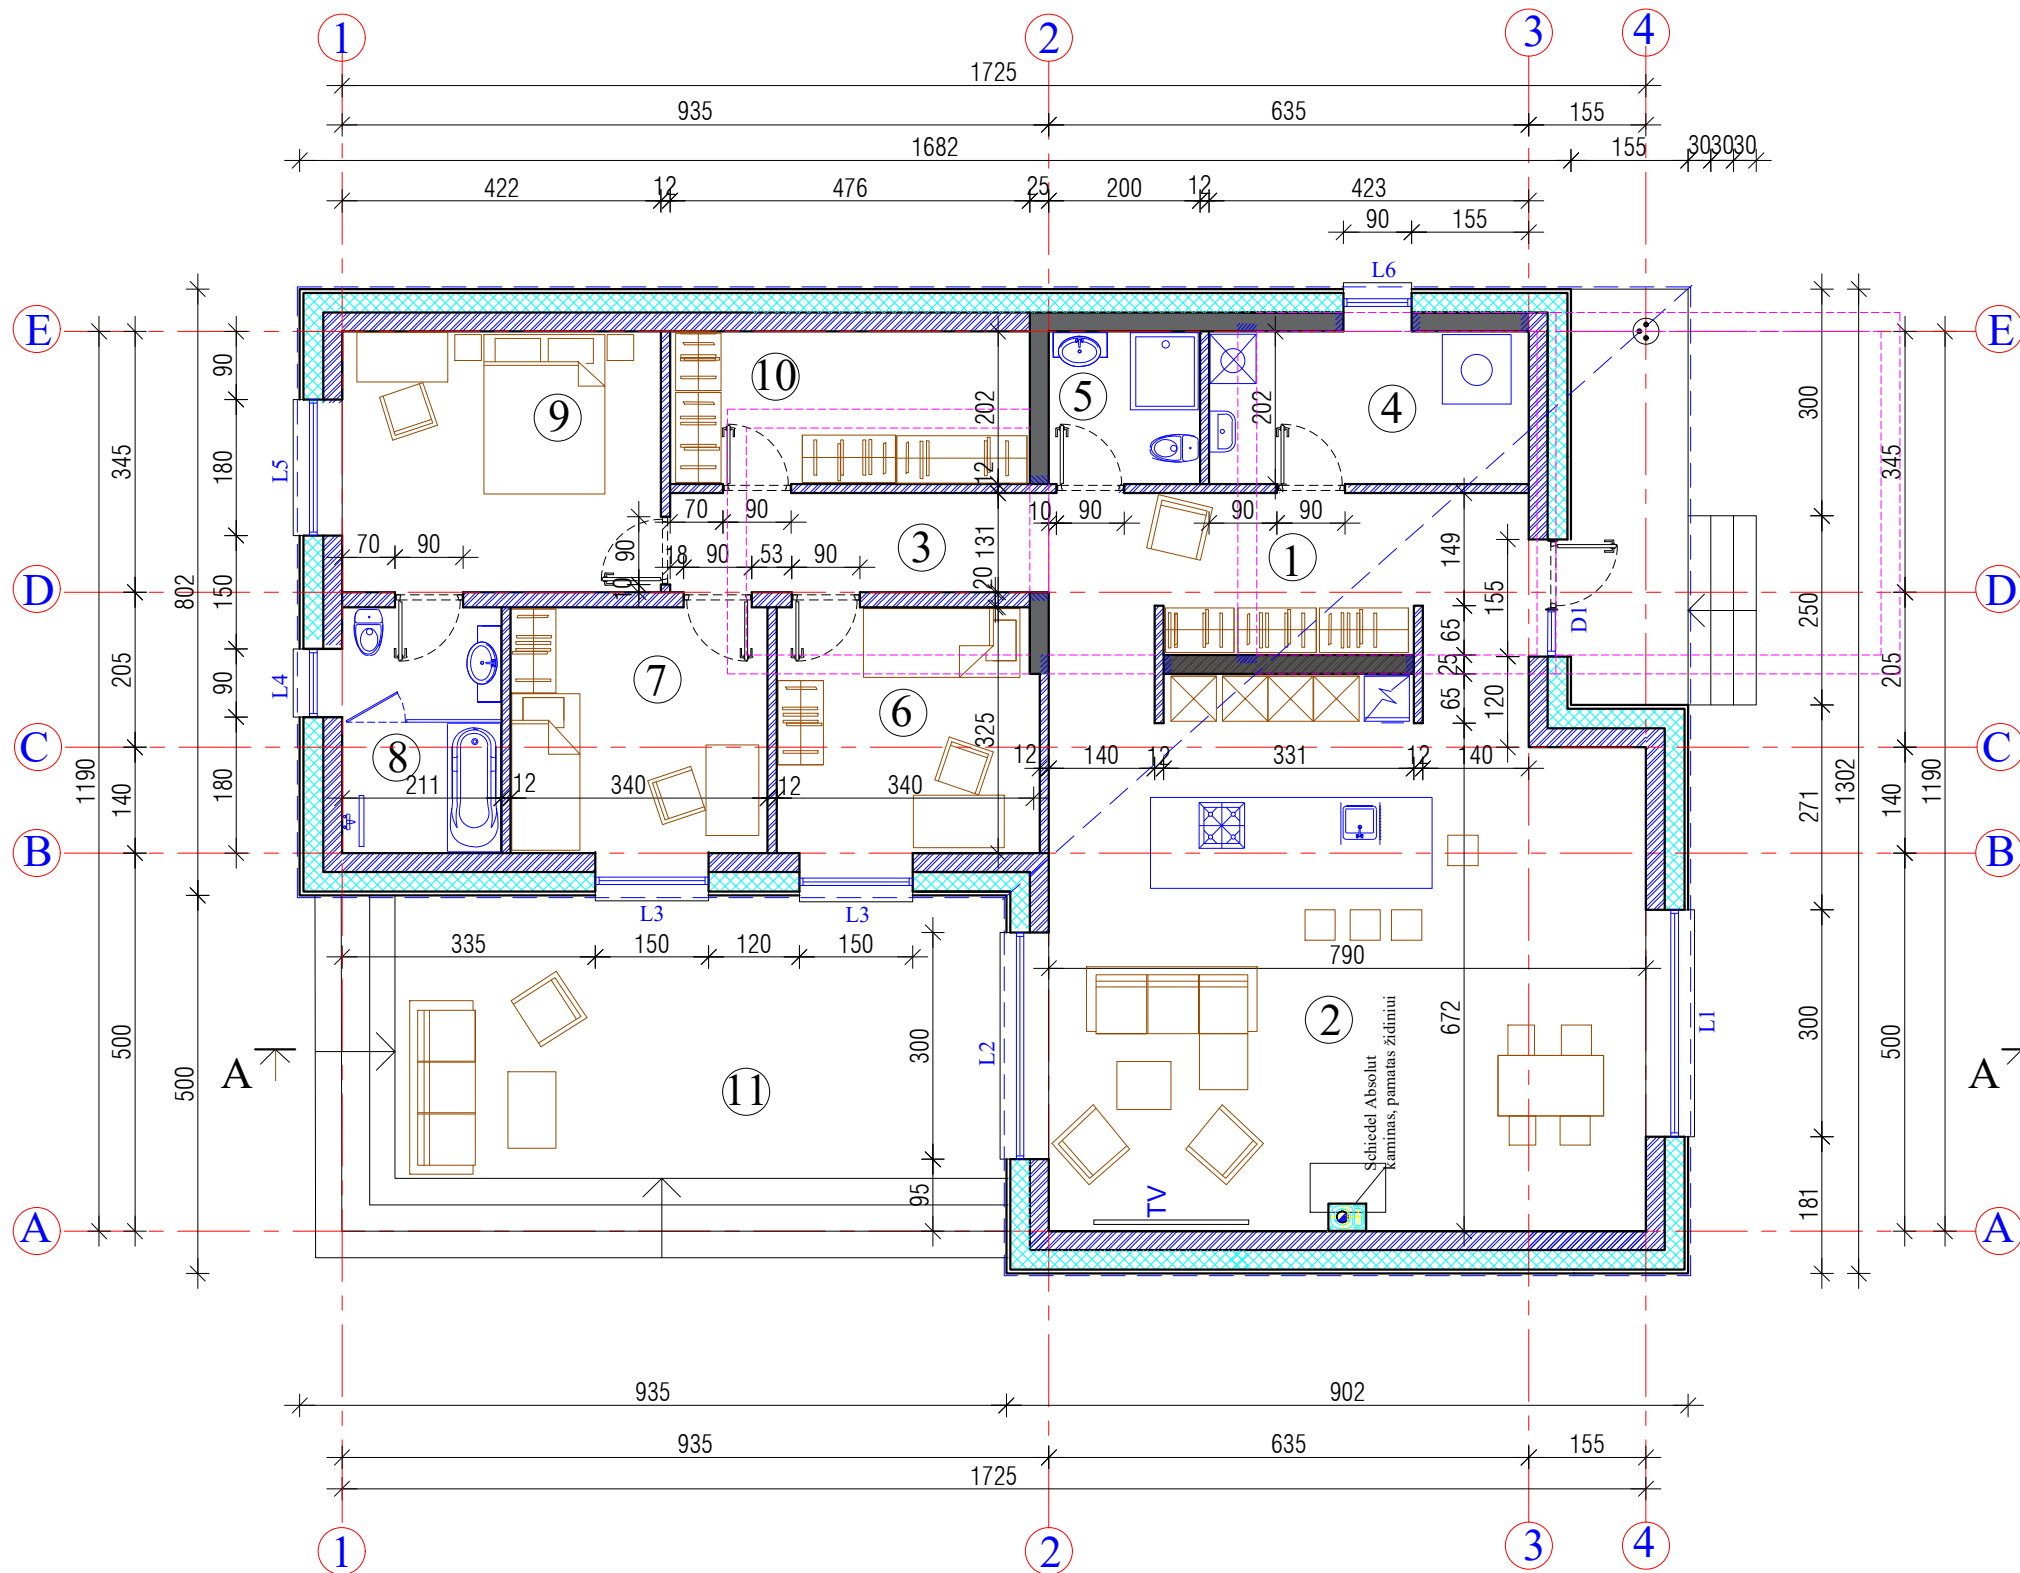 1 2 3 4
1725
935 635 155
1682 155 30 30 30
422 12 476 25 200 12 423
90 155
L6
E E
10 5 4 9
90 202 202 300
345 180 L5 12 345
70 90 10 90 90 90
70 90 90 18 90 53 90 3 131 1 149
D D
802 150 10 20 155 D1 250
65
205 90 L4 7 25 205
6 65 120
C C
8 325
12 140 12 331 12 140
1190 140 180 211 12 340 12 340 271 1302 140 1190
B B
L3 L3
335 150 120 150
790
500 300 L2 2 672 300 L1 500
A A
500 11
Schiedel Absolut
kaminas, pamatas židiniui
95 TV 181
A A
935 902
935 635 155
1725
1 2 3 4